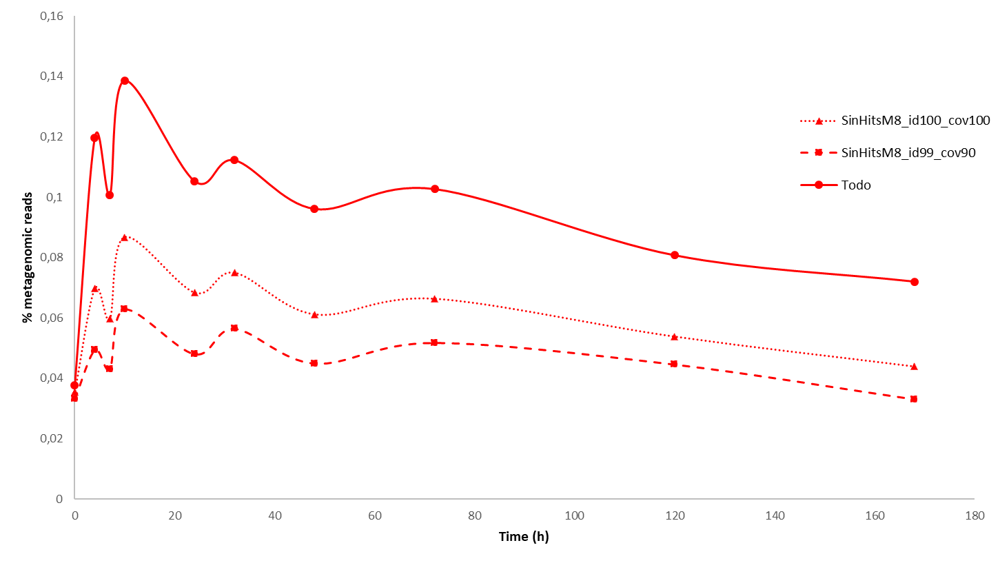 0,16
0,14
0,12
0,1
0,08
0,06
0,04
0,02
0
% metagenomic reads
0 20 40 60 80 100 120 140 160 180
Time (h)
SinHitsM8_id100_cov100
SinHitsM8_id99_cov90
Todo